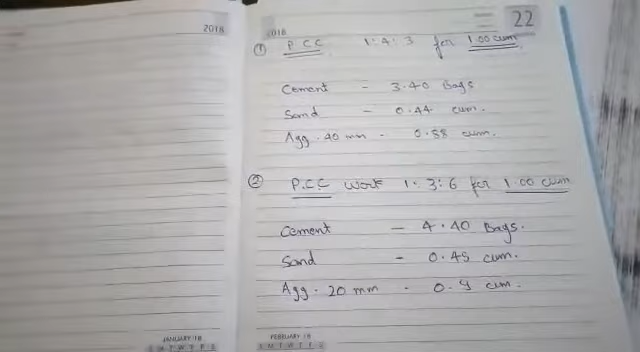 2018
2018
22
① P.C.C 1:4:3 for 1.00 cum
Cement - 3.40 Bags
Sand - 0.44 cum.
Agg. 40 mm - 0.88 cum.
② P.C.C work 1:3:6 for 1.00 cum
Cement - 4.40 Bags.
Sand - 0.45 cum.
Agg. 20 mm - 0.9 cum.
JANUARY 18
S M T W T F S
FEBRUARY 18
S M T W T F S